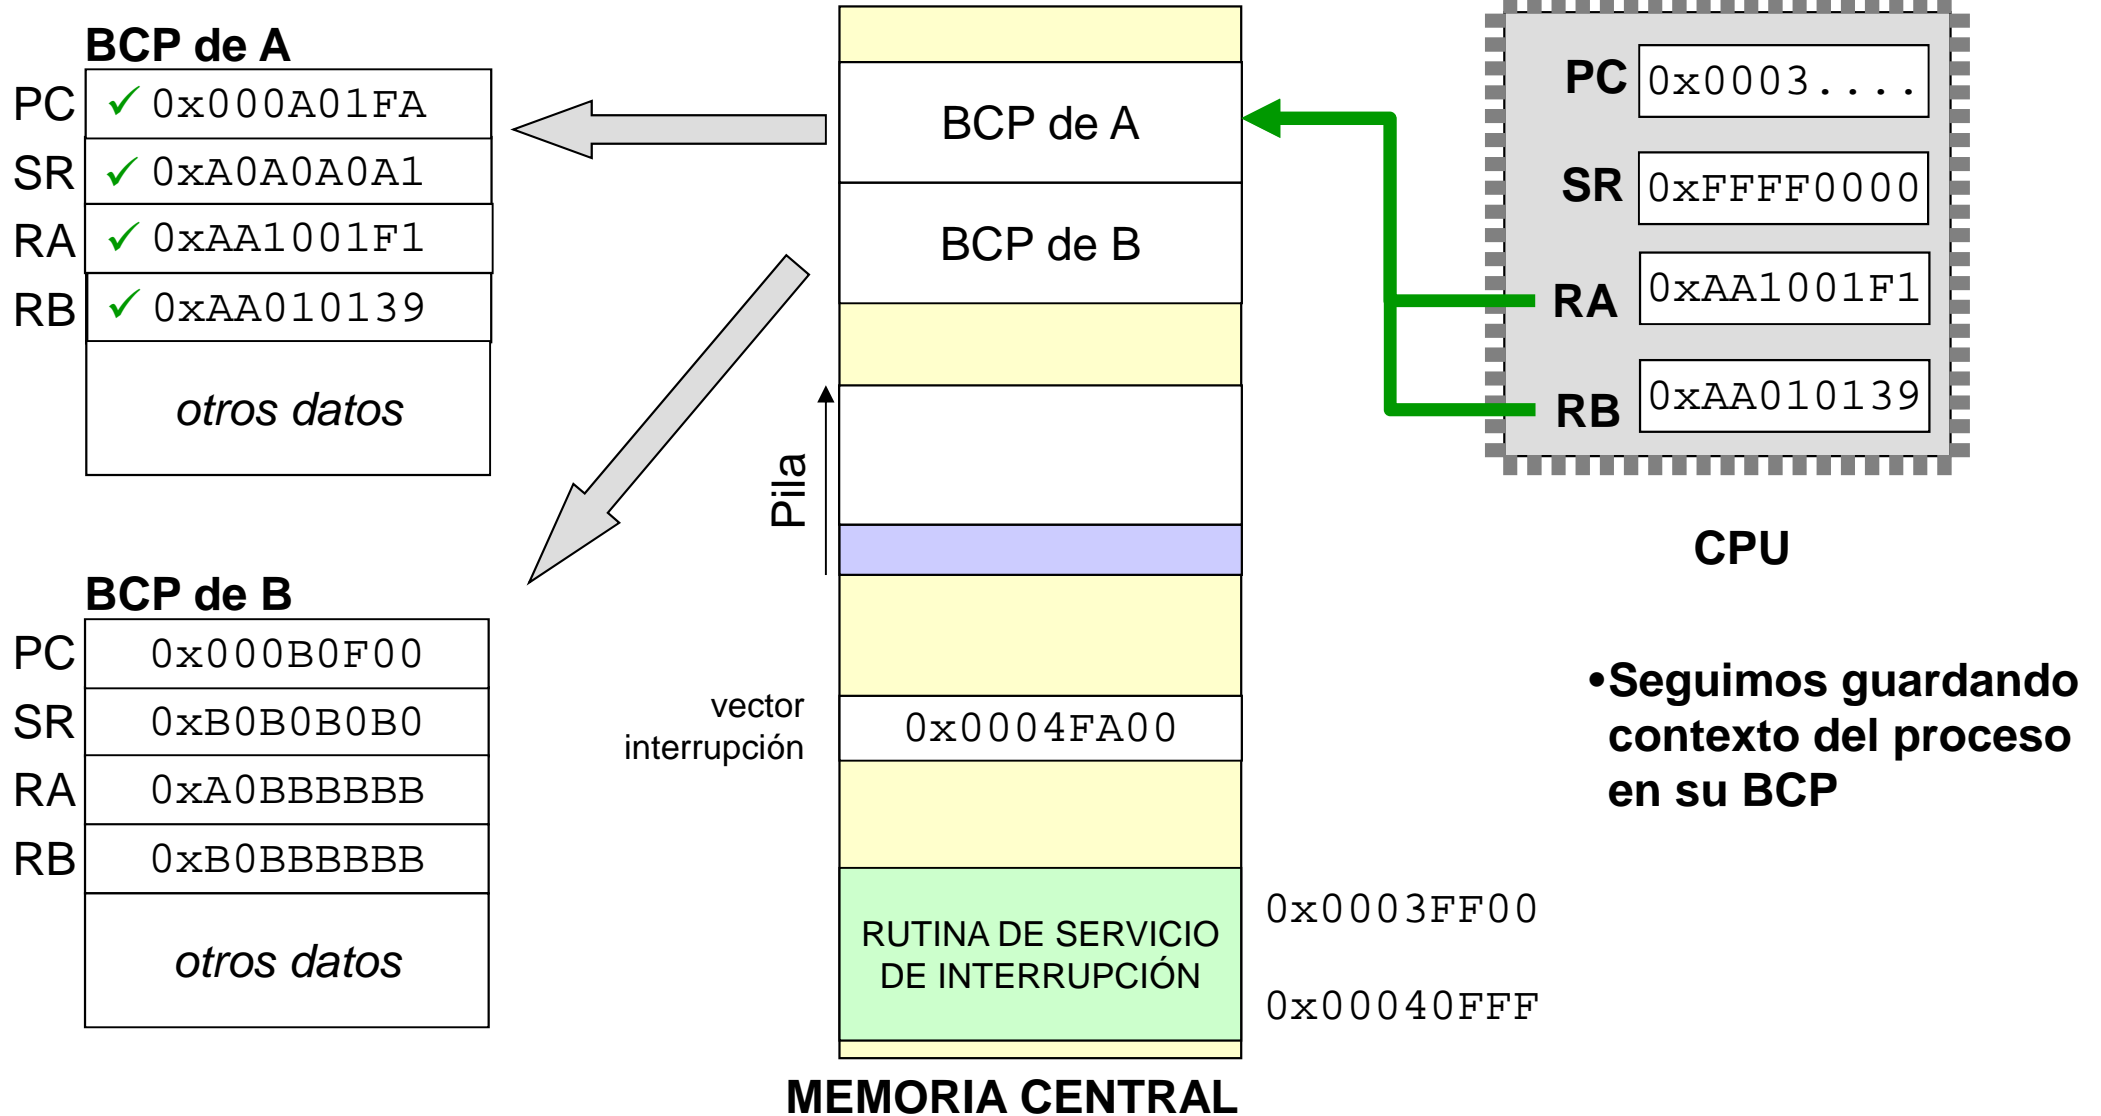 BCP de A
PC ✓ 0x000A01FA
SR ✓ 0xA0A0A0A1
RA ✓ 0xAA1001F1
RB ✓ 0xAA010139
otros datos
BCP de B
PC 0x000B0F00
SR 0xB0B0B0B0
RA 0xA0BBBBBB
RB 0xB0BBBBBB
otros datos
BCP de A
BCP de B
Pila
vector
interrupción
0x0004FA00
RUTINA DE SERVICIO
DE INTERRUPCIÓN
0x0003FF00
0x00040FFF
MEMORIA CENTRAL
PC 0x0003....
SR 0xFFFF0000
RA 0xAA1001F1
RB 0xAA010139
CPU
•Seguimos guardando
contexto del proceso
en su BCP